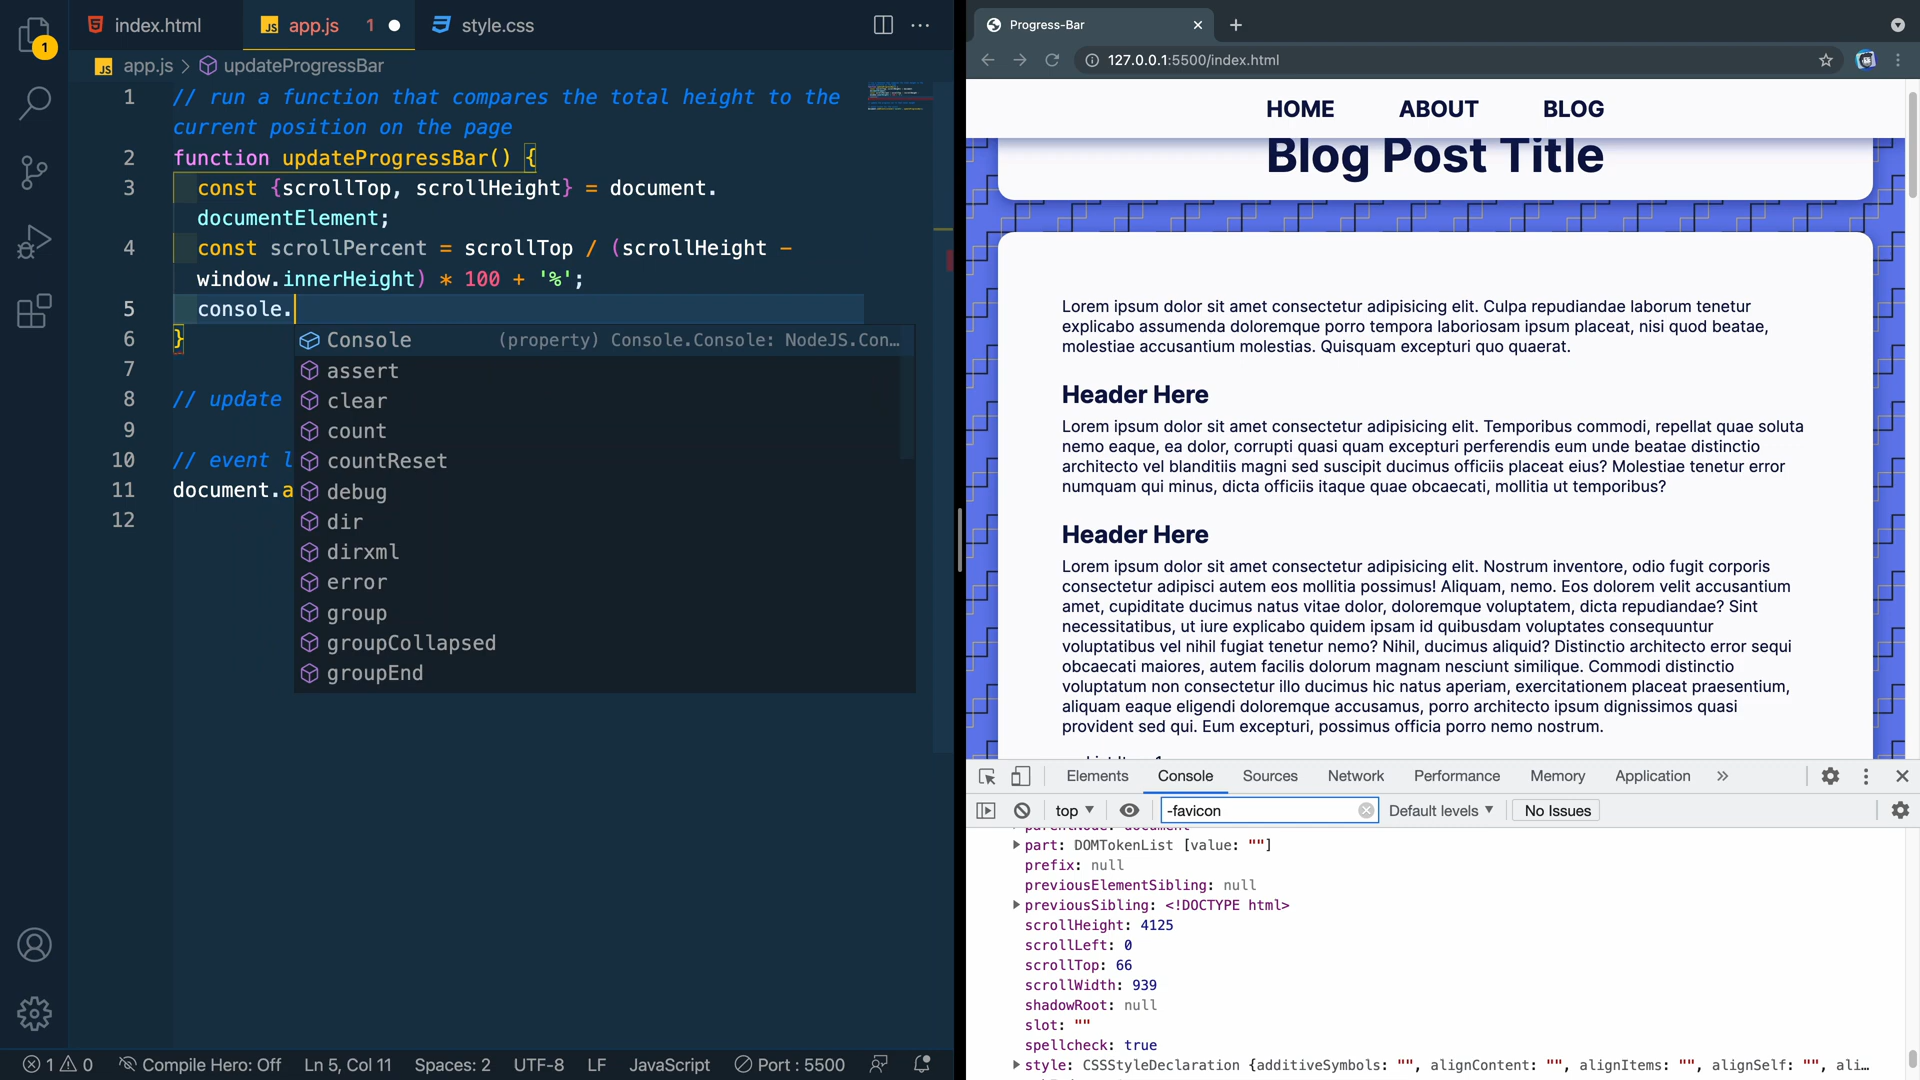 index.html
app.js 1
style.css
app.js > updateProgressBar
1 // run a function that compares the total height to the
current position on the page
2 function updateProgressBar() {
3 const {scrollTop, scrollHeight} = document.
documentElement;
4 const scrollPercent = scrollTop / (scrollHeight -
window.innerHeight) * 100 + '%';
5 console.
6 }
7
8 // update
9
10 // event l
11 document.a
12
Console (property) Console.Console: NodeJS.Con…
assert
clear
count
countReset
debug
dir
dirxml
error
group
groupCollapsed
groupEnd
1
1 0 Compile Hero: Off Ln 5, Col 11 Spaces: 2 UTF-8 LF JavaScript Port : 5500
Progress-Bar
127.0.0.1:5500/index.html
HOME ABOUT BLOG
Blog Post Title
Lorem ipsum dolor sit amet consectetur adipisicing elit. Culpa repudiandae laborum tenetur
explicabo assumenda doloremque porro tempora laboriosam ipsum placeat, nisi quod beatae,
molestiae accusantium molestias. Quisquam excepturi quo quaerat.
Header Here
Lorem ipsum dolor sit amet consectetur adipisicing elit. Temporibus commodi, repellat quae soluta
nemo eaque, ea dolor, corrupti quasi quam excepturi perferendis eum unde beatae distinctio
architecto vel blanditiis magni sed suscipit ducimus officiis placeat eius? Molestiae tenetur error
numquam qui minus, dicta officiis itaque quae obcaecati, mollitia ut temporibus?
Header Here
Lorem ipsum dolor sit amet consectetur adipisicing elit. Nostrum inventore, odio fugit corporis
consectetur adipisci autem eos mollitia possimus! Aliquam, nemo. Eos dolorem velit accusantium
amet, cupiditate ducimus natus vitae dolor, doloremque voluptatem, dicta repudiandae? Sint
necessitatibus, ut iure explicabo quidem ipsam id quibusdam voluptates consequuntur
voluptatibus vel nihil fugiat tenetur nemo? Nihil, ducimus aliquid? Distinctio architecto error sequi
obcaecati maiores, autem facilis dolorum magnam nesciunt similique. Commodi distinctio
voluptatum non consectetur illo ducimus hic natus aperiam, exercitationem placeat praesentium,
aliquam eaque eligendi doloremque accusamus, porro architecto ipsum dignissimos quasi
provident sed qui. Eum excepturi, possimus officia porro nemo nostrum.
Elements Console Sources Network Performance Memory Application »
top -favicon Default levels No Issues
part: DOMTokenList [value: ""]
prefix: null
previousElementSibling: null
previousSibling: <!DOCTYPE html>
scrollHeight: 4125
scrollLeft: 0
scrollTop: 66
scrollWidth: 939
shadowRoot: null
slot: ""
spellcheck: true
style: CSSStyleDeclaration {additiveSymbols: "", alignContent: "", alignItems: "", alignSelf: "", ali…